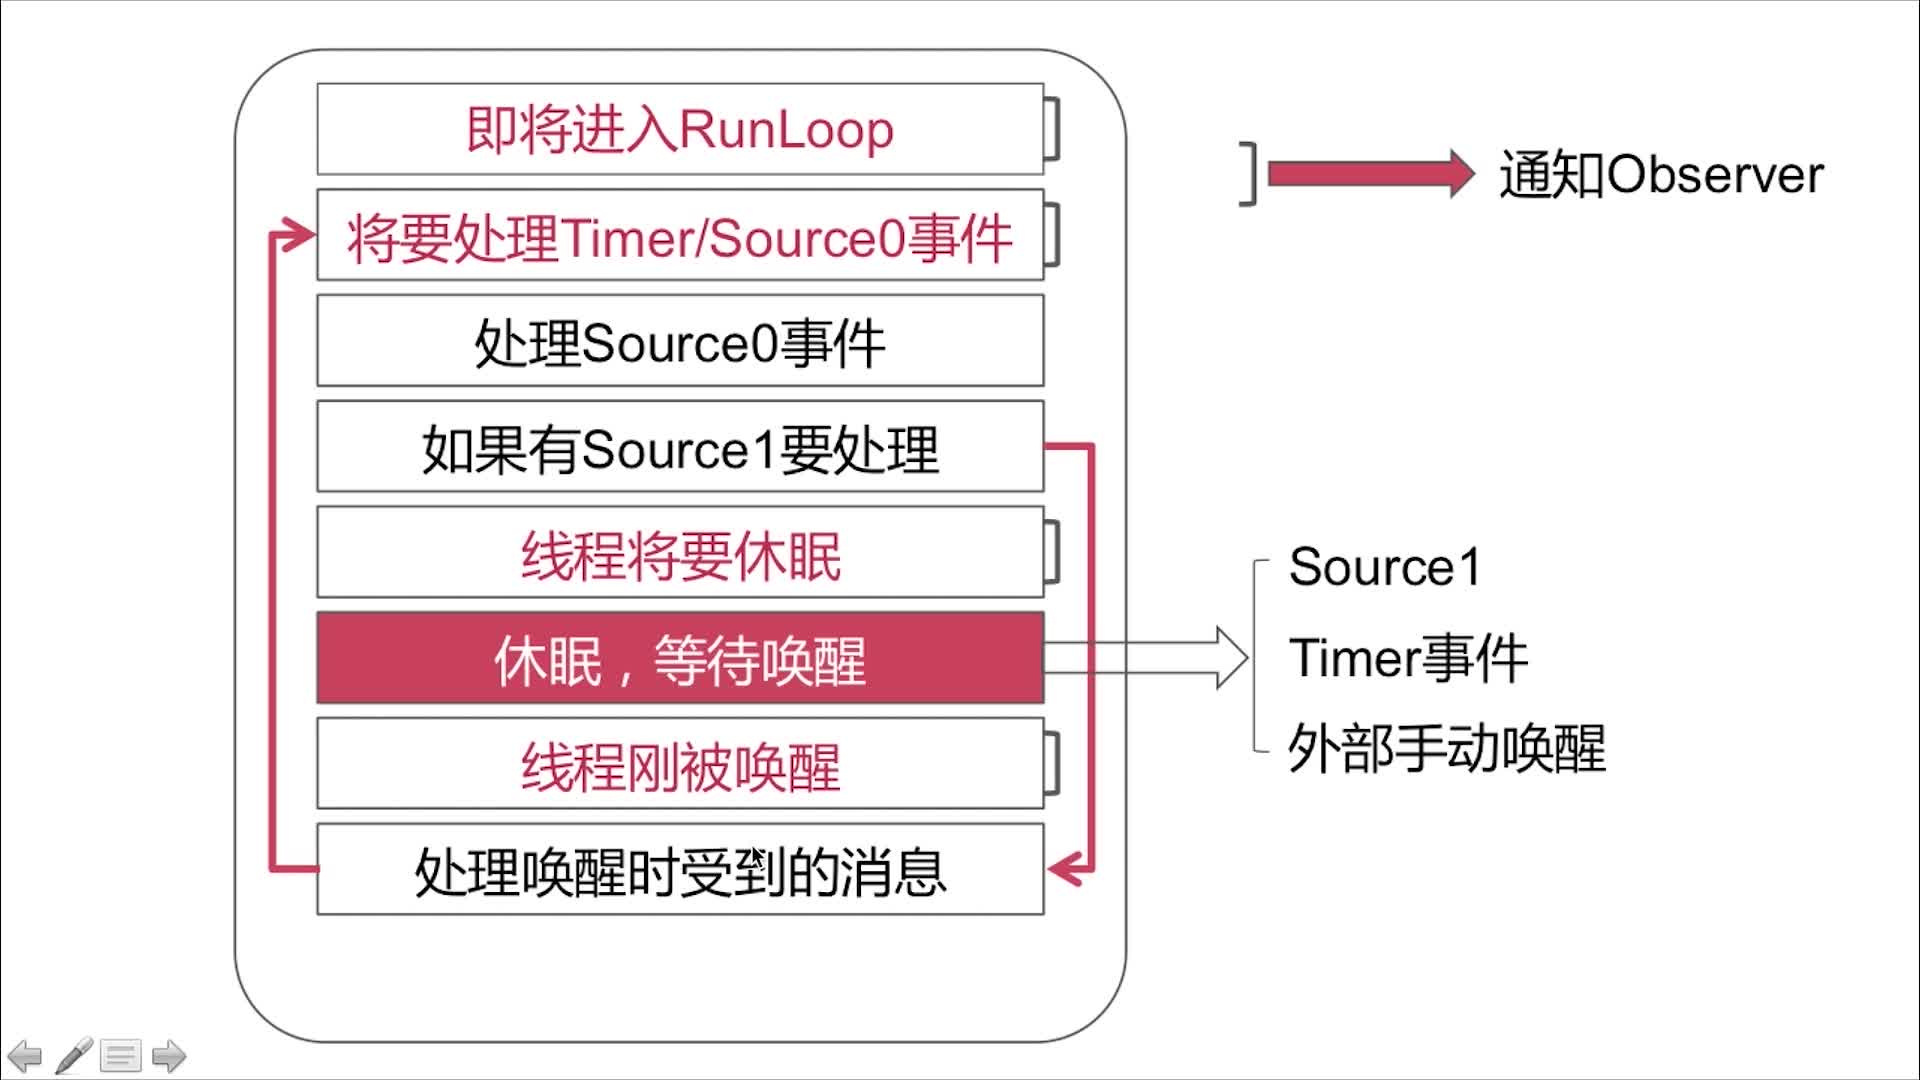 即将进入RunLoop
将要处理Timer/Source0事件
处理Source0事件
如果有Source1要处理
线程将要休眠
休眠，等待唤醒
线程刚被唤醒
处理唤醒时受到的消息
通知Observer
Source1
Timer事件
外部手动唤醒